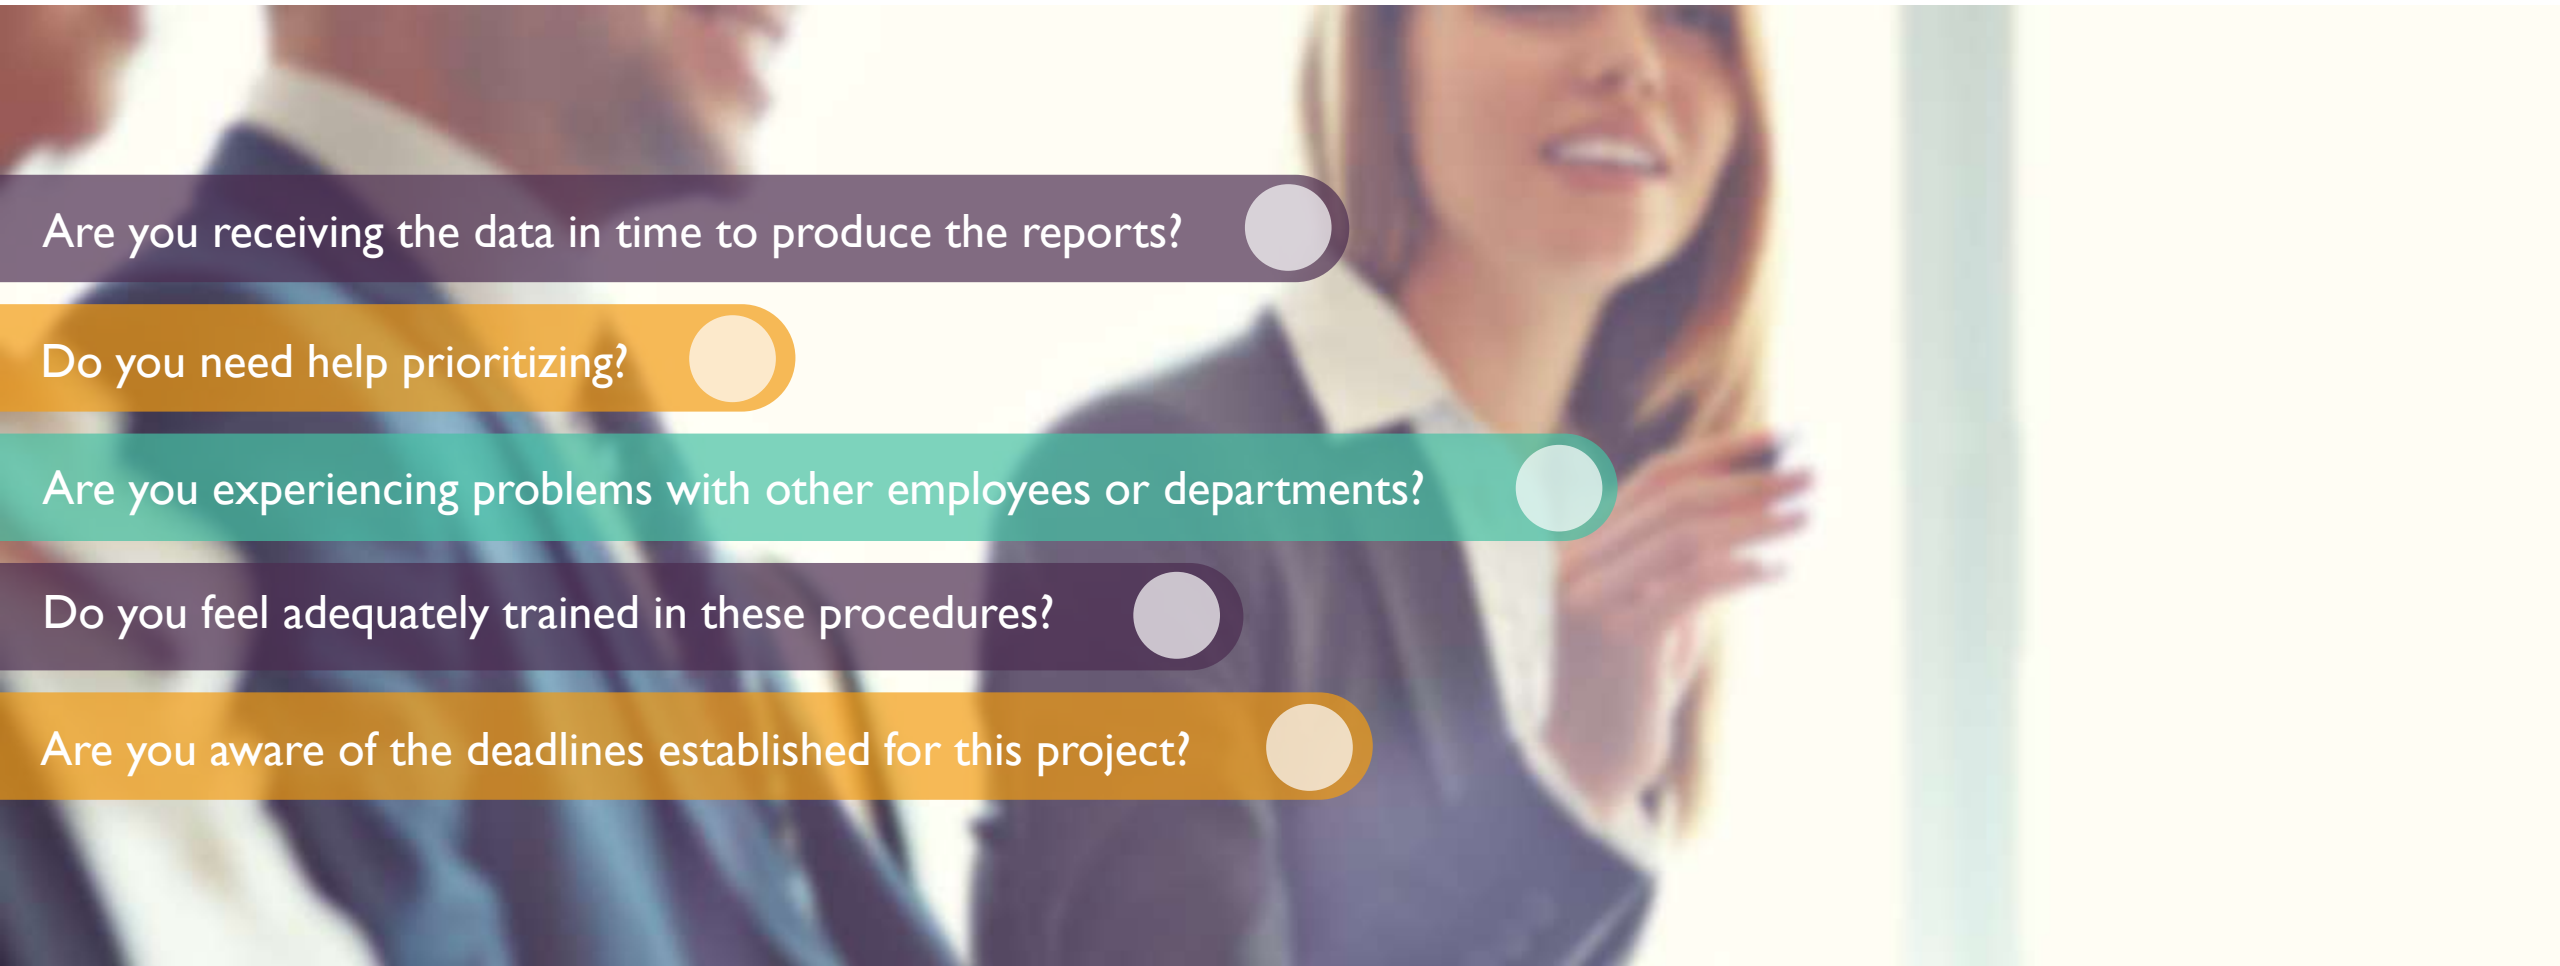 Are you receiving the data in time to produce the reports?
Do you need help prioritizing?
Are you experiencing problems with other employees or departments?
Do you feel adequately trained in these procedures?
Are you aware of the deadlines established for this project?